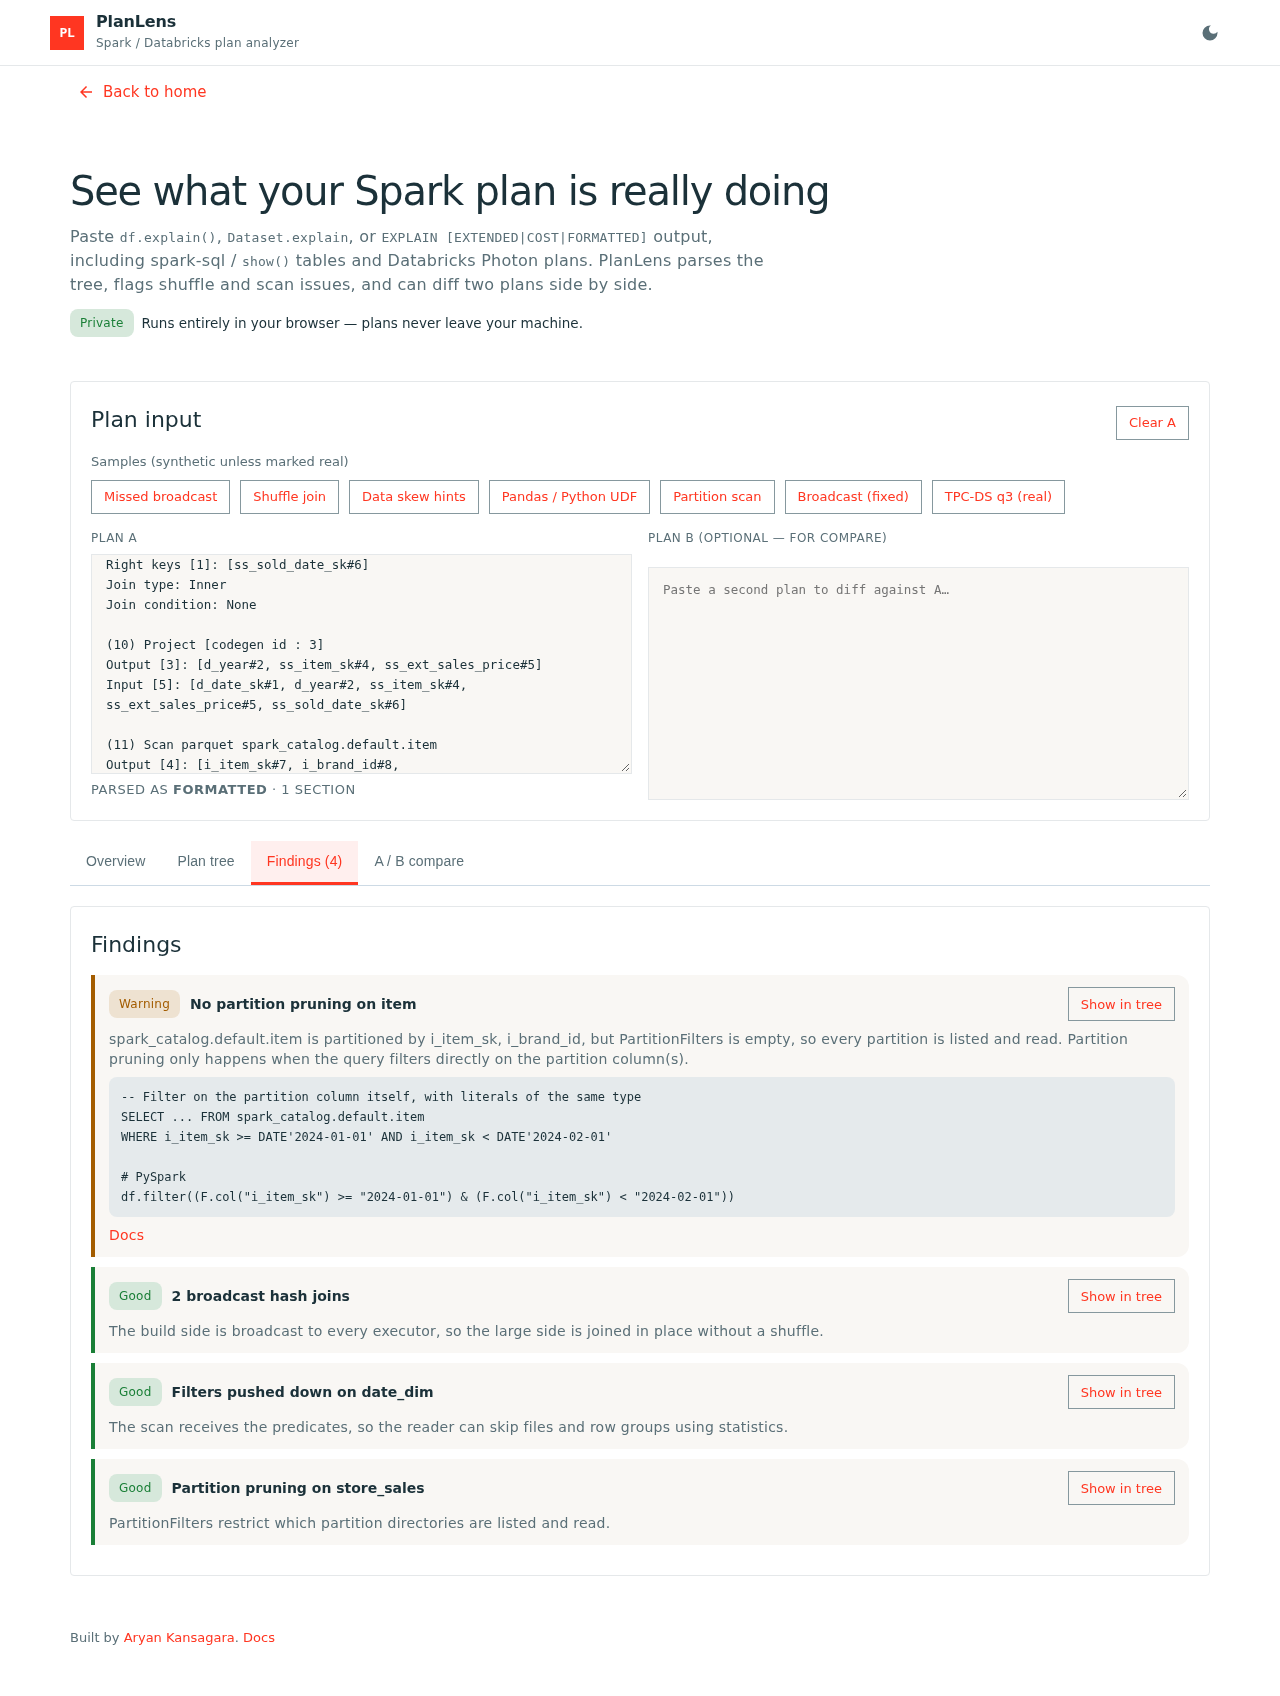 PL
PlanLens
Spark / Databricks plan analyzer
Back to home
See what your Spark plan is really doing
Paste df.explain(), Dataset.explain, or EXPLAIN [EXTENDED|COST|FORMATTED] output,
including spark-sql / show() tables and Databricks Photon plans. PlanLens parses the
tree, flags shuffle and scan issues, and can diff two plans side by side.
Private Runs entirely in your browser — plans never leave your machine.
Plan input
Clear A
Samples (synthetic unless marked real)
Missed broadcast Shuffle join Data skew hints Pandas / Python UDF Partition scan Broadcast (fixed) TPC-DS q3 (real)
PLAN A
Right keys [1]: [ss_sold_date_sk#6]
Join type: Inner
Join condition: None
(10) Project [codegen id : 3]
Output [3]: [d_year#2, ss_item_sk#4, ss_ext_sales_price#5]
Input [5]: [d_date_sk#1, d_year#2, ss_item_sk#4,
ss_ext_sales_price#5, ss_sold_date_sk#6]
(11) Scan parquet spark_catalog.default.item
Output [4]: [i_item_sk#7, i_brand_id#8,
PARSED AS FORMATTED · 1 SECTION
PLAN B (OPTIONAL — FOR COMPARE)
Paste a second plan to diff against A…
Overview Plan tree Findings (4) A / B compare
Findings
Warning No partition pruning on item
Show in tree
spark_catalog.default.item is partitioned by i_item_sk, i_brand_id, but PartitionFilters is empty, so every partition is listed and read. Partition
pruning only happens when the query filters directly on the partition column(s).
-- Filter on the partition column itself, with literals of the same type
SELECT ... FROM spark_catalog.default.item
WHERE i_item_sk >= DATE'2024-01-01' AND i_item_sk < DATE'2024-02-01'
# PySpark
df.filter((F.col("i_item_sk") >= "2024-01-01") & (F.col("i_item_sk") < "2024-02-01"))
Docs
Good 2 broadcast hash joins
Show in tree
The build side is broadcast to every executor, so the large side is joined in place without a shuffle.
Good Filters pushed down on date_dim
Show in tree
The scan receives the predicates, so the reader can skip files and row groups using statistics.
Good Partition pruning on store_sales
Show in tree
PartitionFilters restrict which partition directories are listed and read.
Built by Aryan Kansagara. Docs